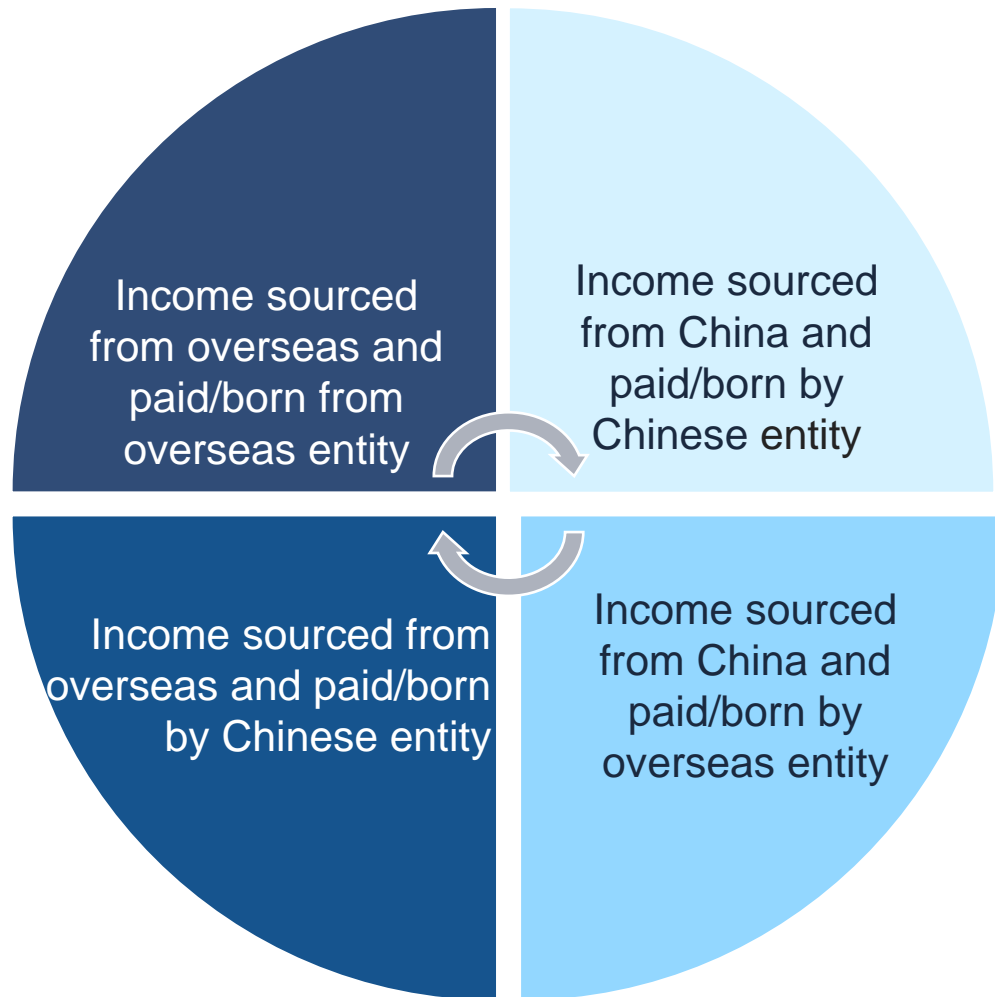 Income sourced
from overseas and
paid/born from
overseas entity
Income sourced
from China and
paid/born by
Chinese entity
Income sourced from
overseas and paid/born
by Chinese entity
Income sourced
from China and
paid/born by
overseas entity